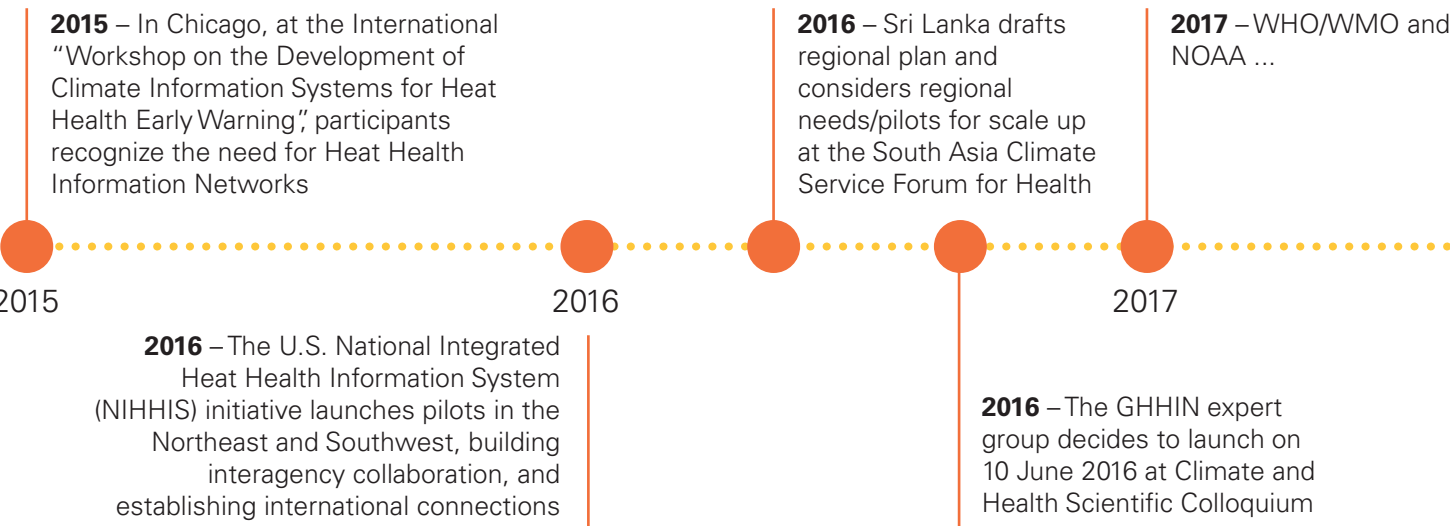 2015 – In Chicago, at the International
“Workshop on the Development of
Climate Information Systems for Heat
Health Early Warning”, participants
recognize the need for Heat Health
Information Networks
2016 – Sri Lanka drafts
regional plan and
considers regional
needs/pilots for scale up
at the South Asia Climate
Service Forum for Health
2017 – WHO/WMO and
NOAA ...
2015
2016
2017
2016 – The U.S. National Integrated
Heat Health Information System
(NIHHIS) initiative launches pilots in the
Northeast and Southwest, building
interagency collaboration, and
establishing international connections
2016 – The GHHIN expert
group decides to launch on
10 June 2016 at Climate and
Health Scientific Colloquium